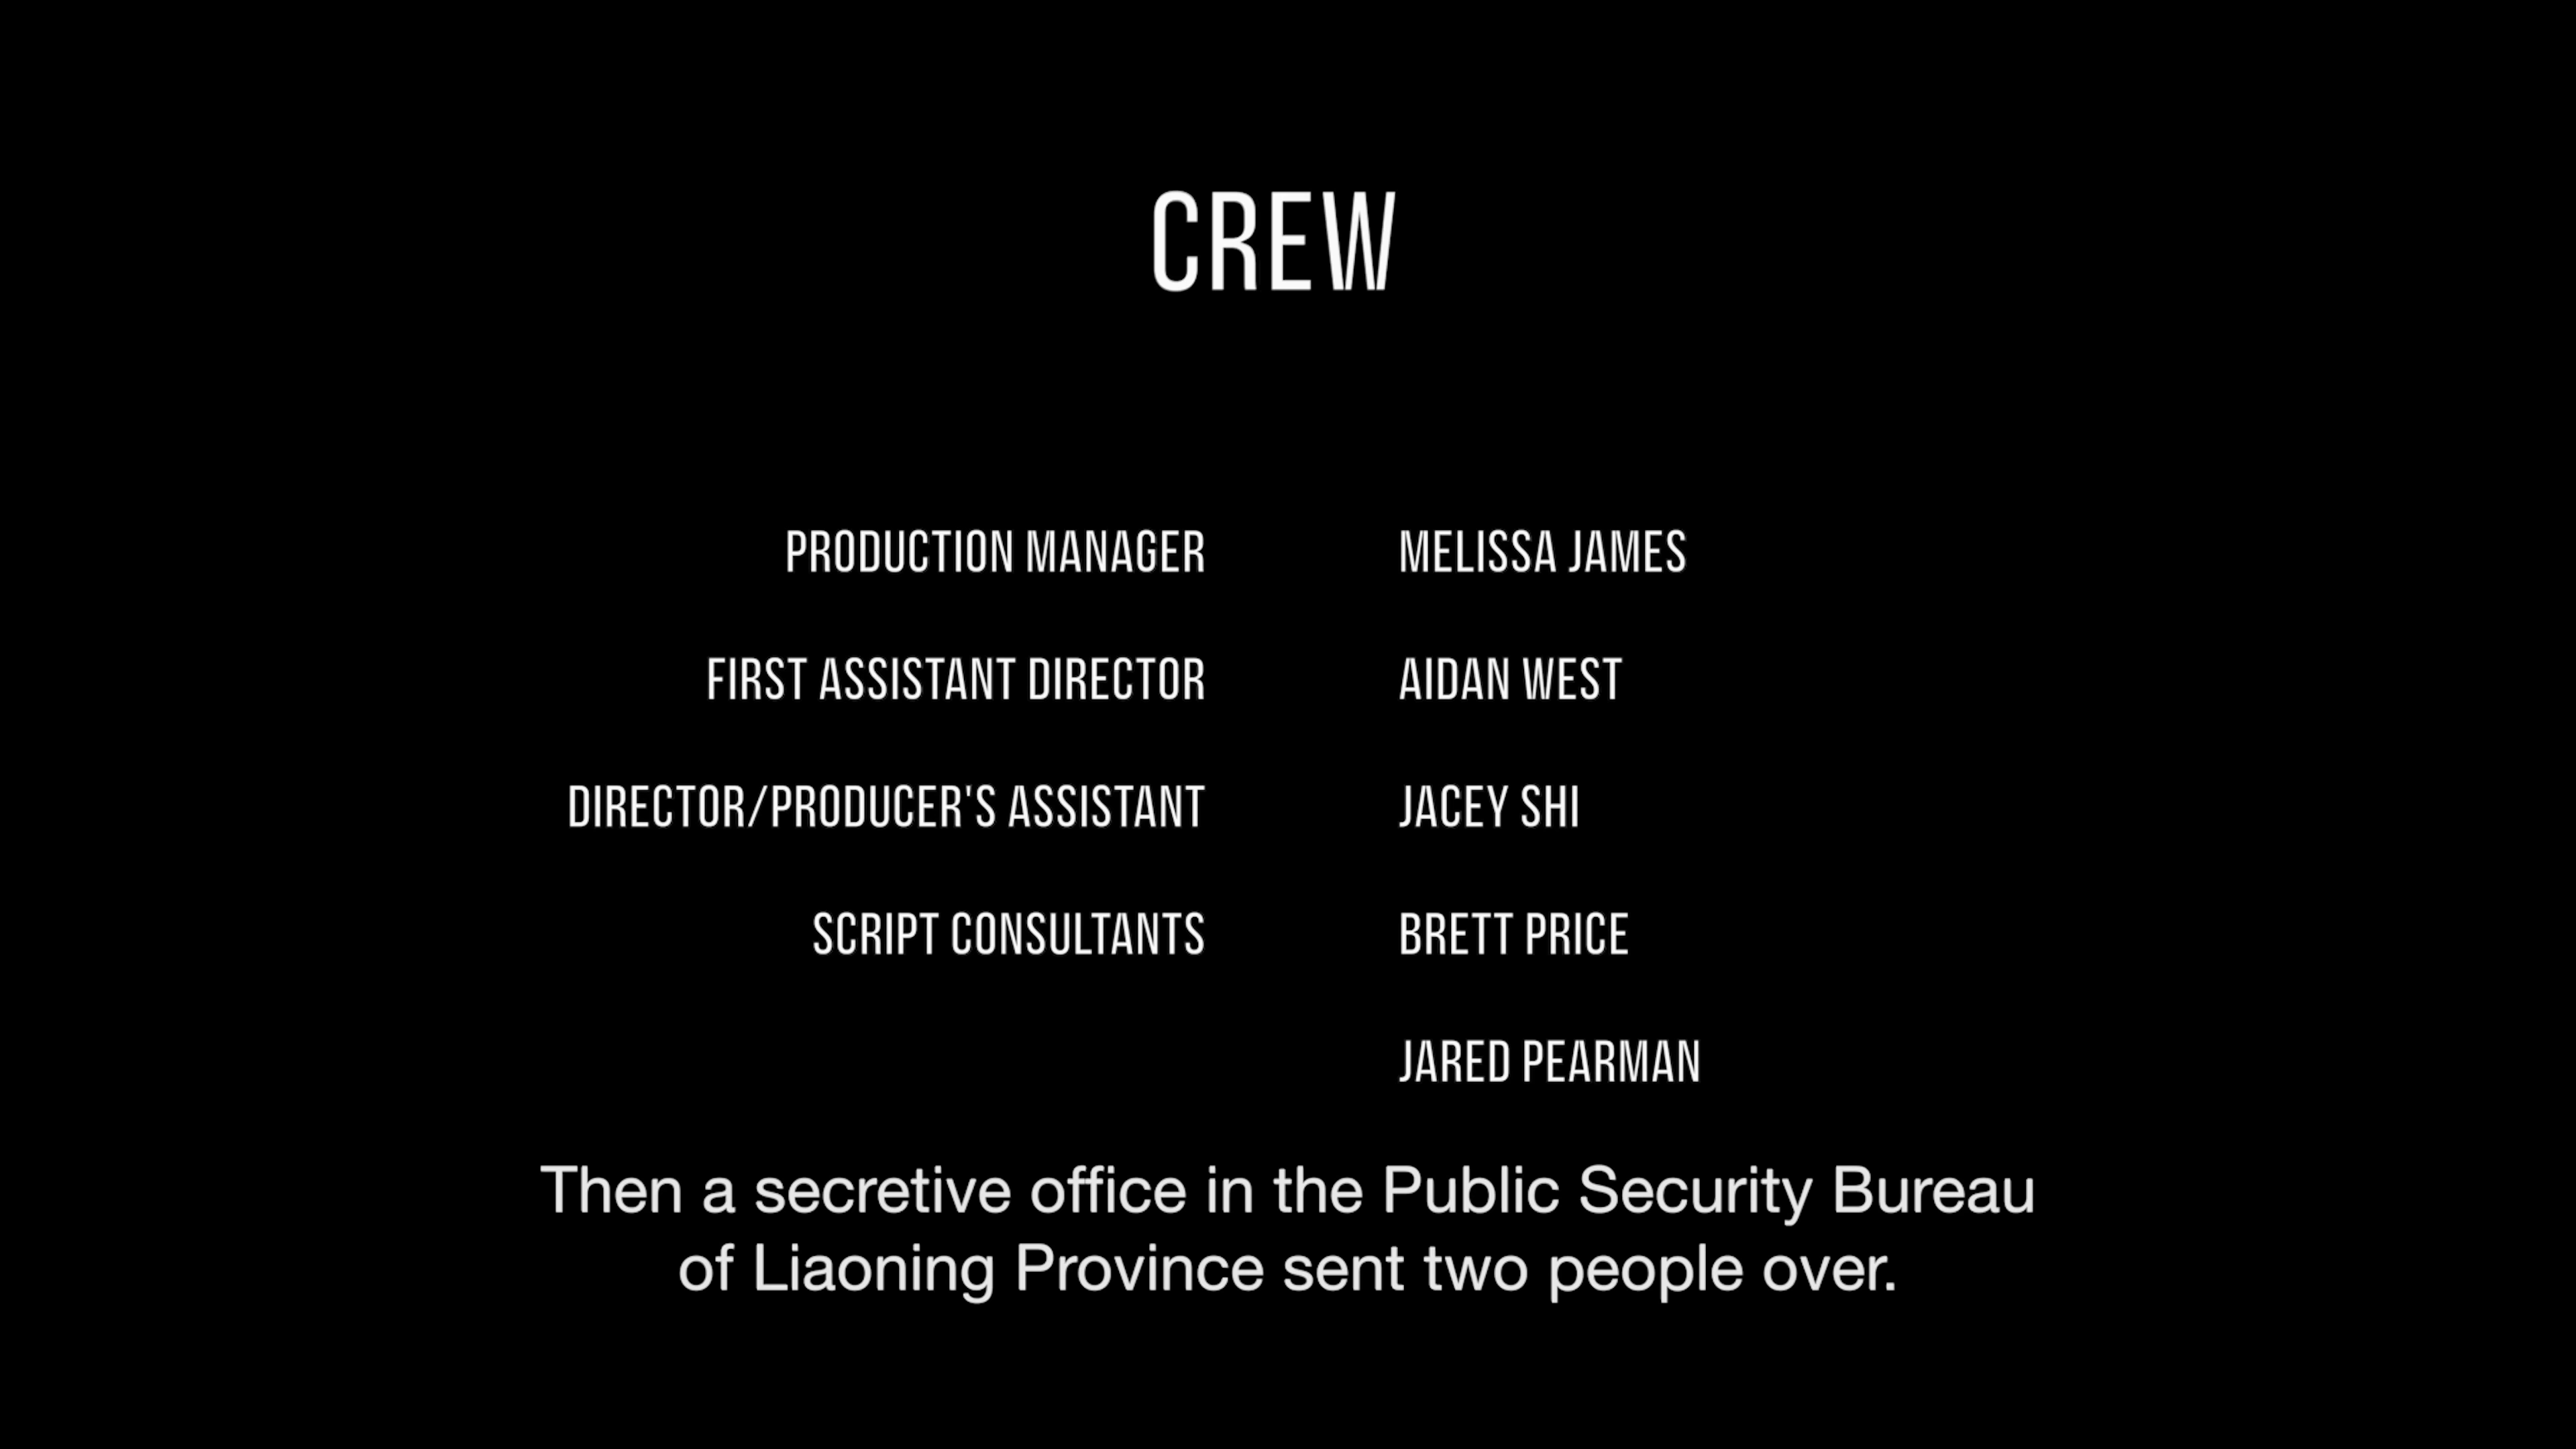 CREW
PRODUCTION MANAGER MELISSA JAMES
FIRST ASSISTANT DIRECTOR AIDAN WEST
DIRECTOR/PRODUCER'S ASSISTANT JACEY SHI
SCRIPT CONSULTANTS BRETT PRICE
JARED PEARMAN
Then a secretive office in the Public Security Bureau
of Liaoning Province sent two people over.